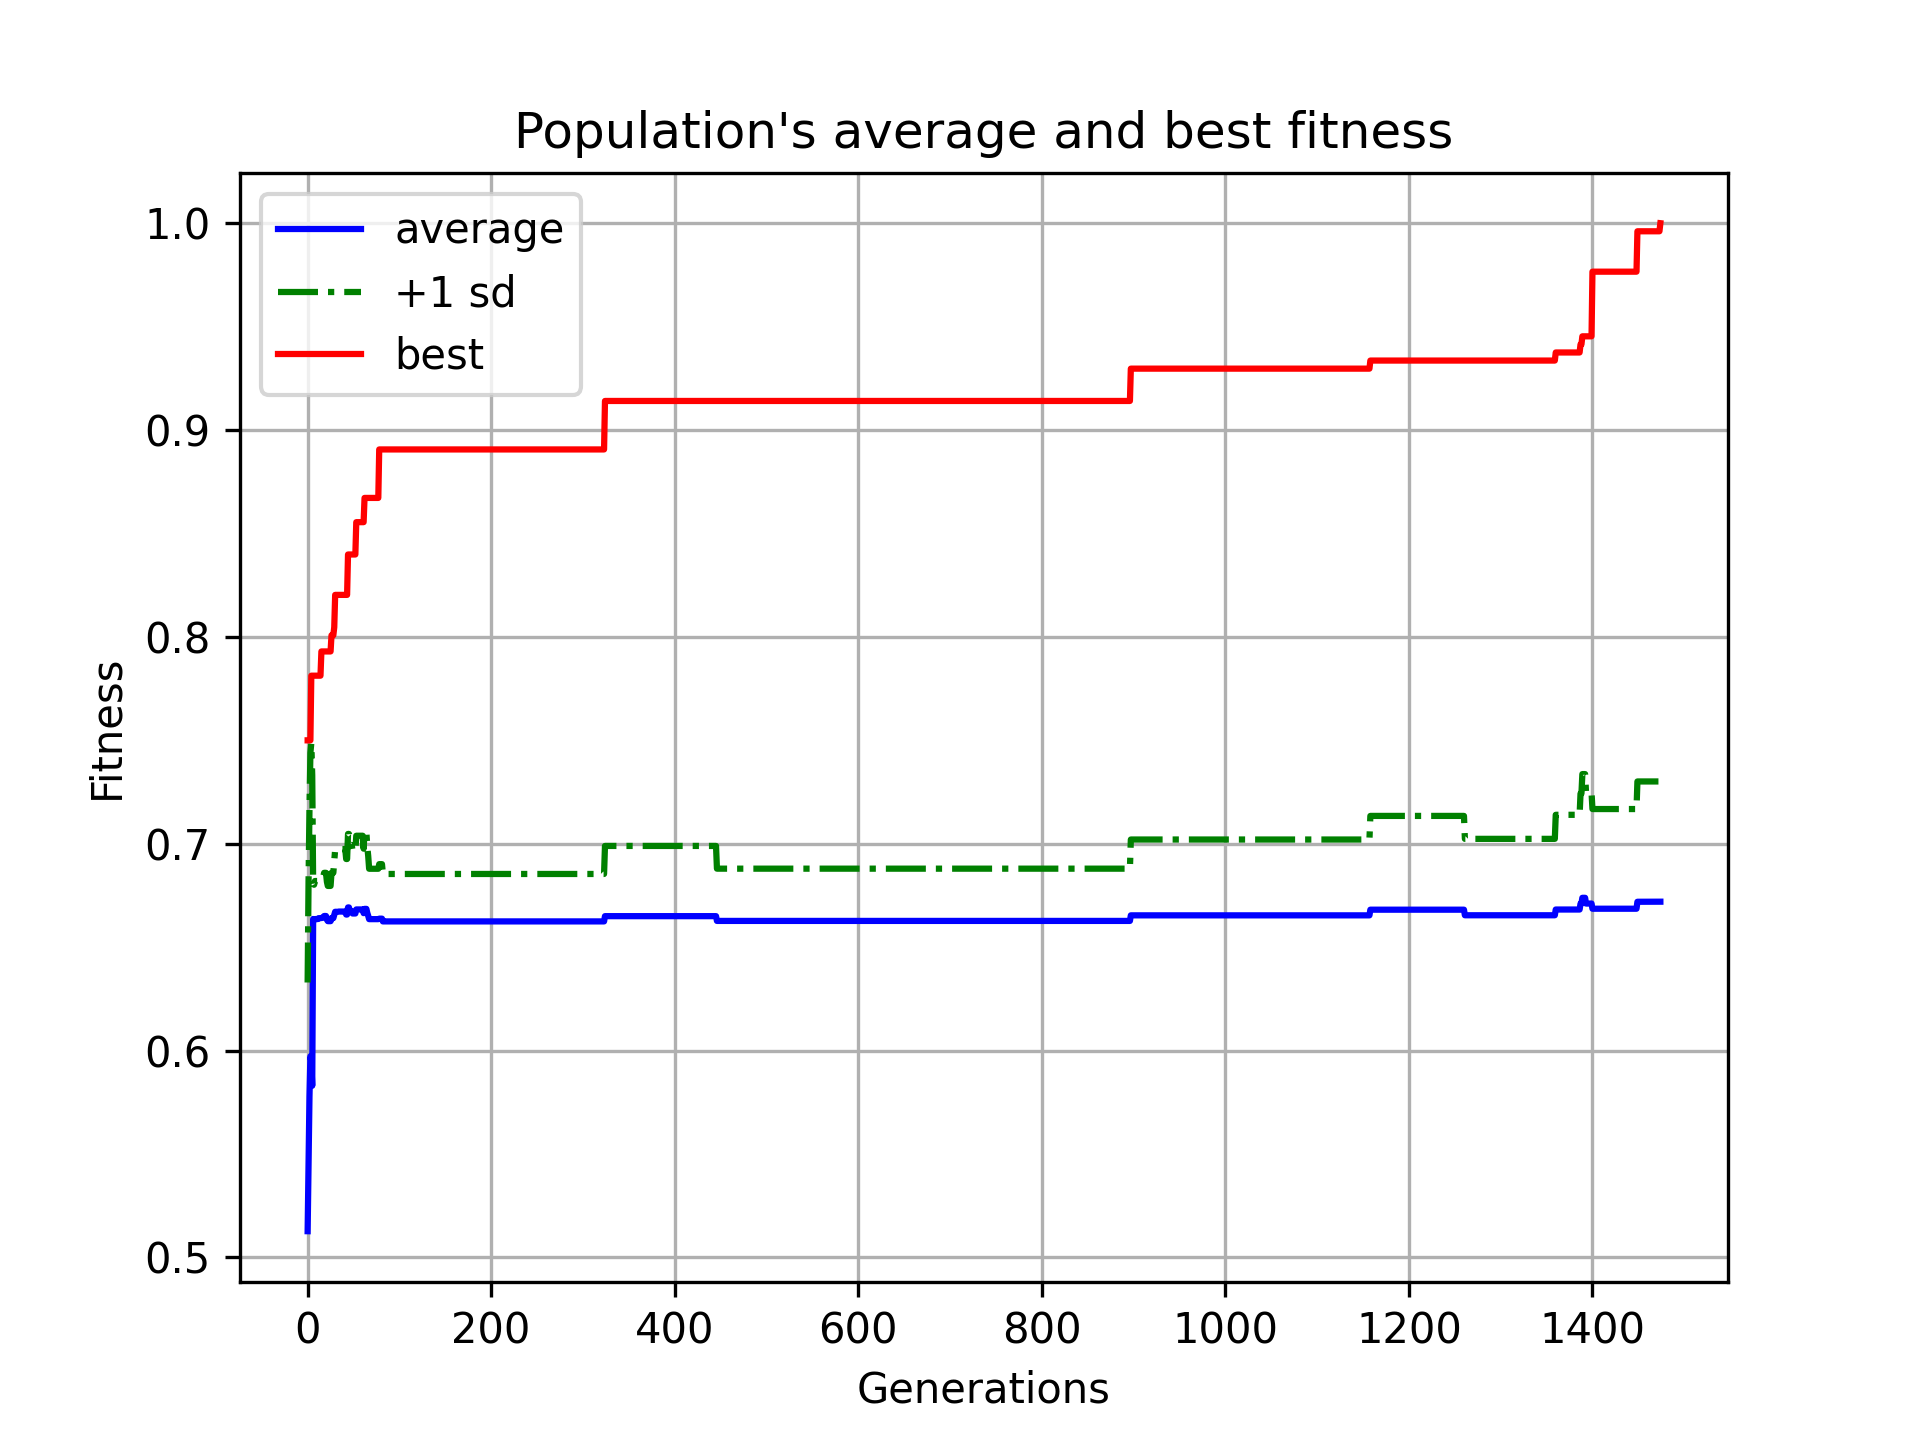 Population's average and best fitness
average
+1 sd
best
1.0
0.9
0.8
0.7
0.6
0.5
Fitness
0 200 400 600 800 1000 1200 1400
Generations